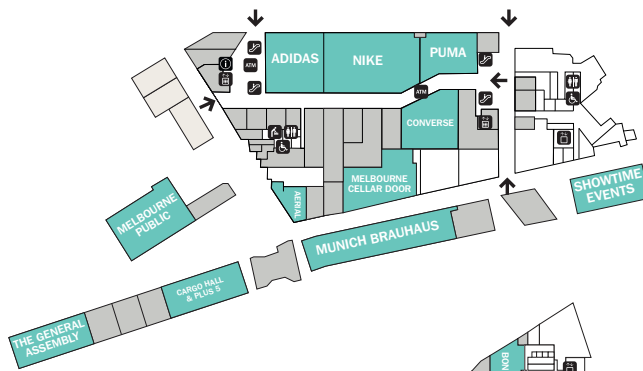 ADIDAS
NIKE
PUMA
ATM
ATM
CONVERSE
MELBOURNE
CELLAR DOOR
AERIAL
SHOWTIME
EVENTS
MELBOURNE
PUBLIC
MUNICH BRAUHAUS
CARGO HALL
& PLUS 5
THE GENERAL
ASSEMBLY
BON